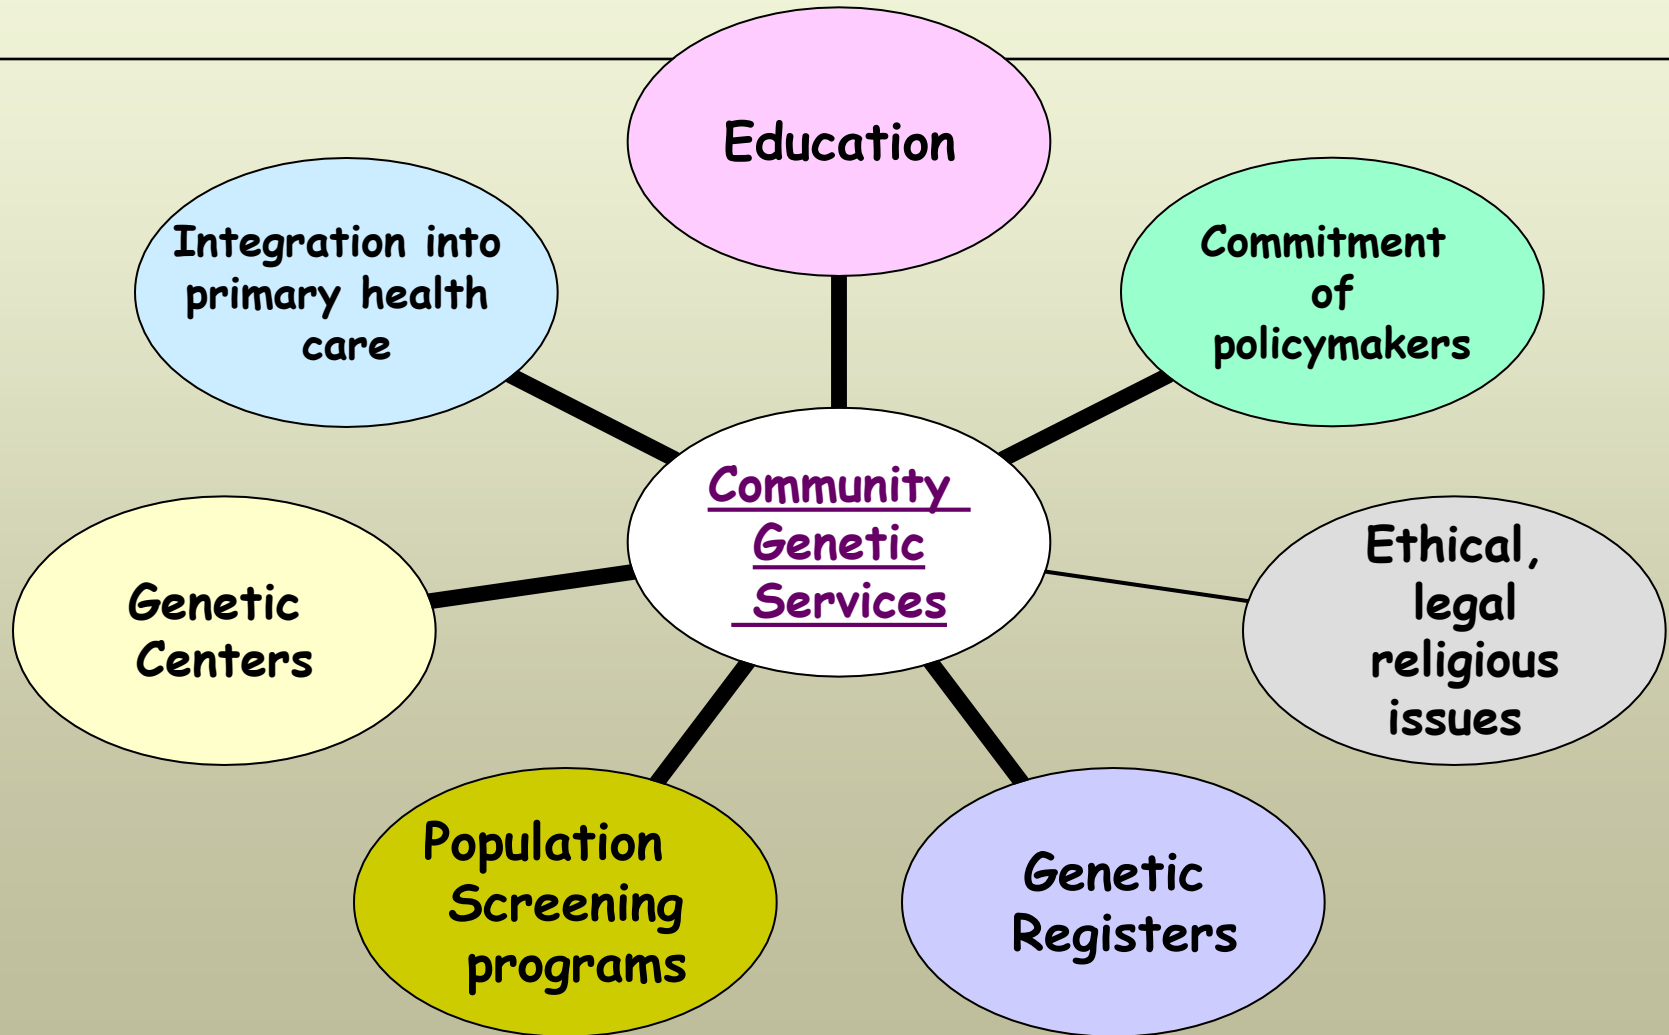 Education
Integration into
primary health
care
Commitment
of
policymakers
Community
Genetic
Services
Ethical,
legal
religious
issues
Genetic
Centers
Population
Screening
programs
Genetic
Registers